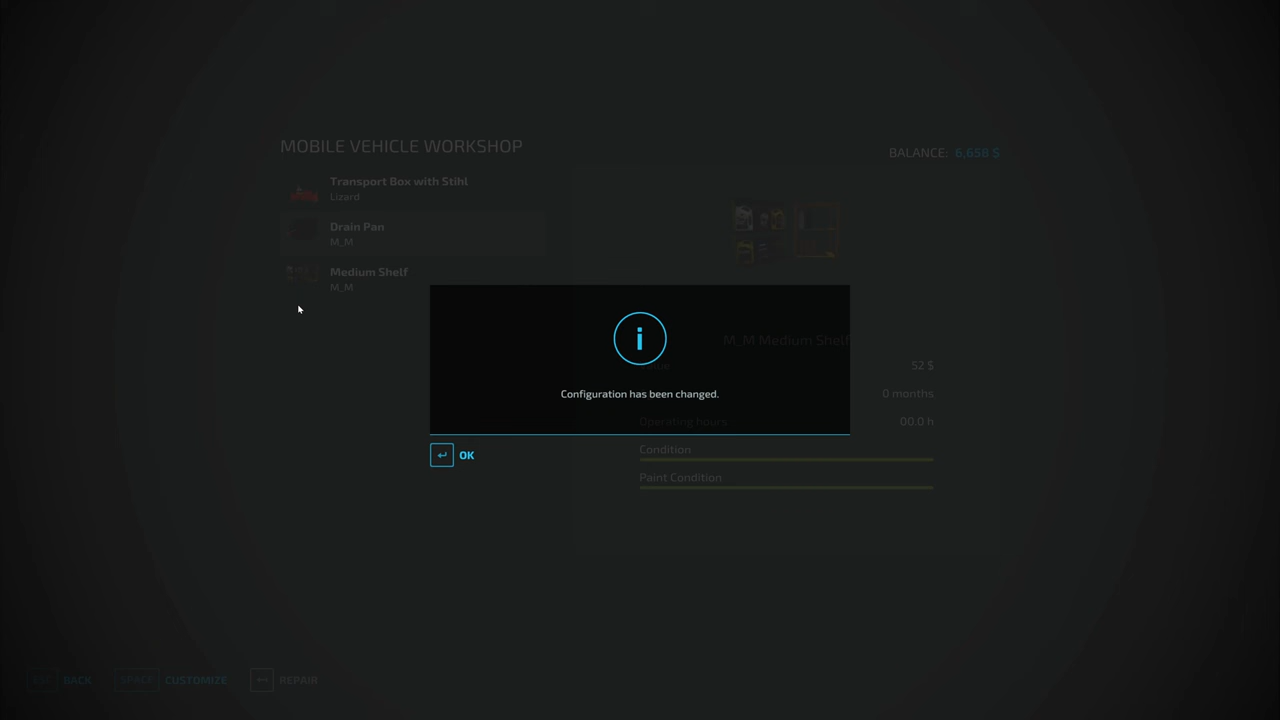 MOBILE VEHICLE WORKSHOP
BALANCE: 6,658 $
Transport Box with Stihl
Lizard
Drain Pan
M_M
Medium Shelf
M_M
M_M Medium Shelf
52 $
Configuration has been changed.
0 months
Operating hours 00.0 h
OK
Condition
Paint Condition
ESC BACK SPACE CUSTOMIZE REPAIR